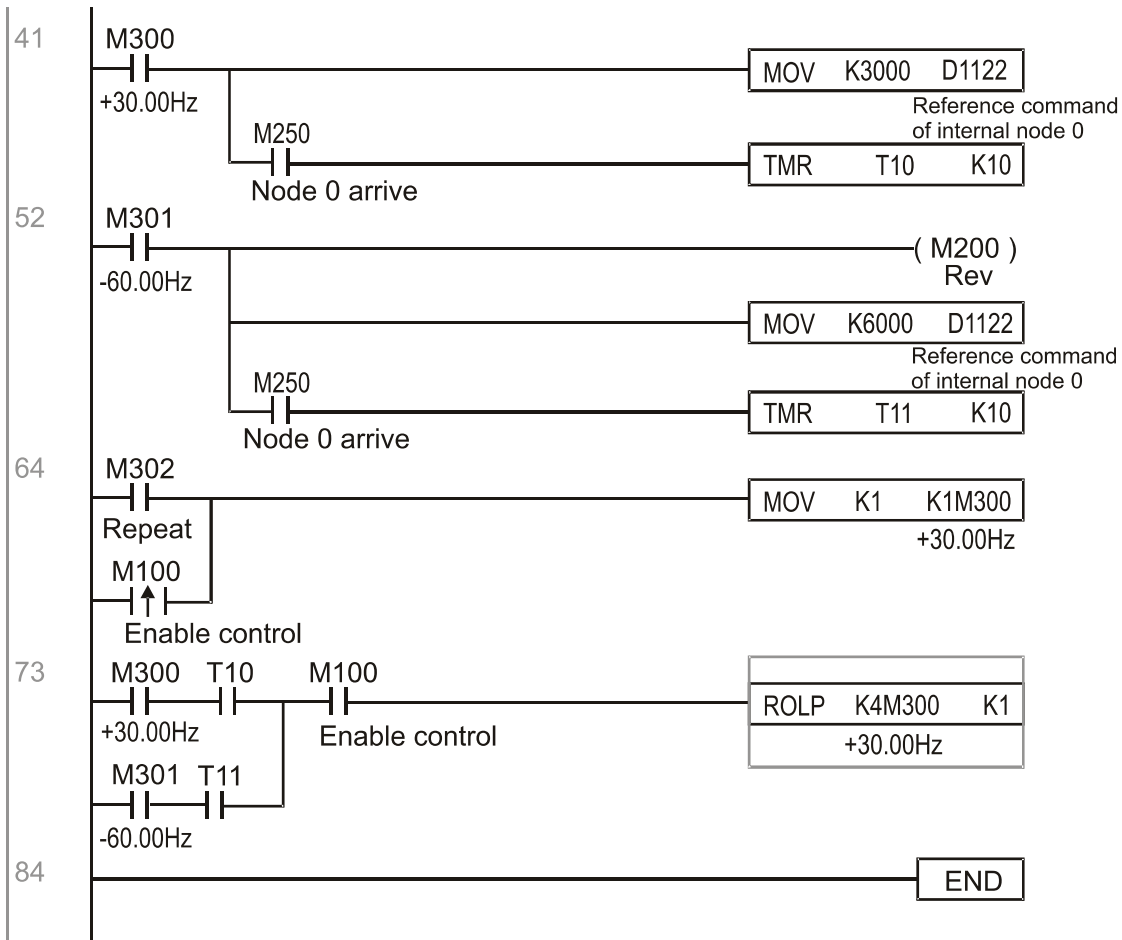 41
M300
MOV K3000 D1122
+30.00Hz
Reference command
of internal node 0
M250
TMR T10 K10
Node 0 arrive
52
M301
( M200 )
Rev
-60.00Hz
MOV K6000 D1122
Reference command
of internal node 0
M250
TMR T11 K10
Node 0 arrive
64
M302
MOV K1 K1M300
Repeat
+30.00Hz
M100
Enable control
73
M300 T10 M100
ROLP K4M300 K1
+30.00Hz
Enable control
+30.00Hz
M301 T11
-60.00Hz
84
END